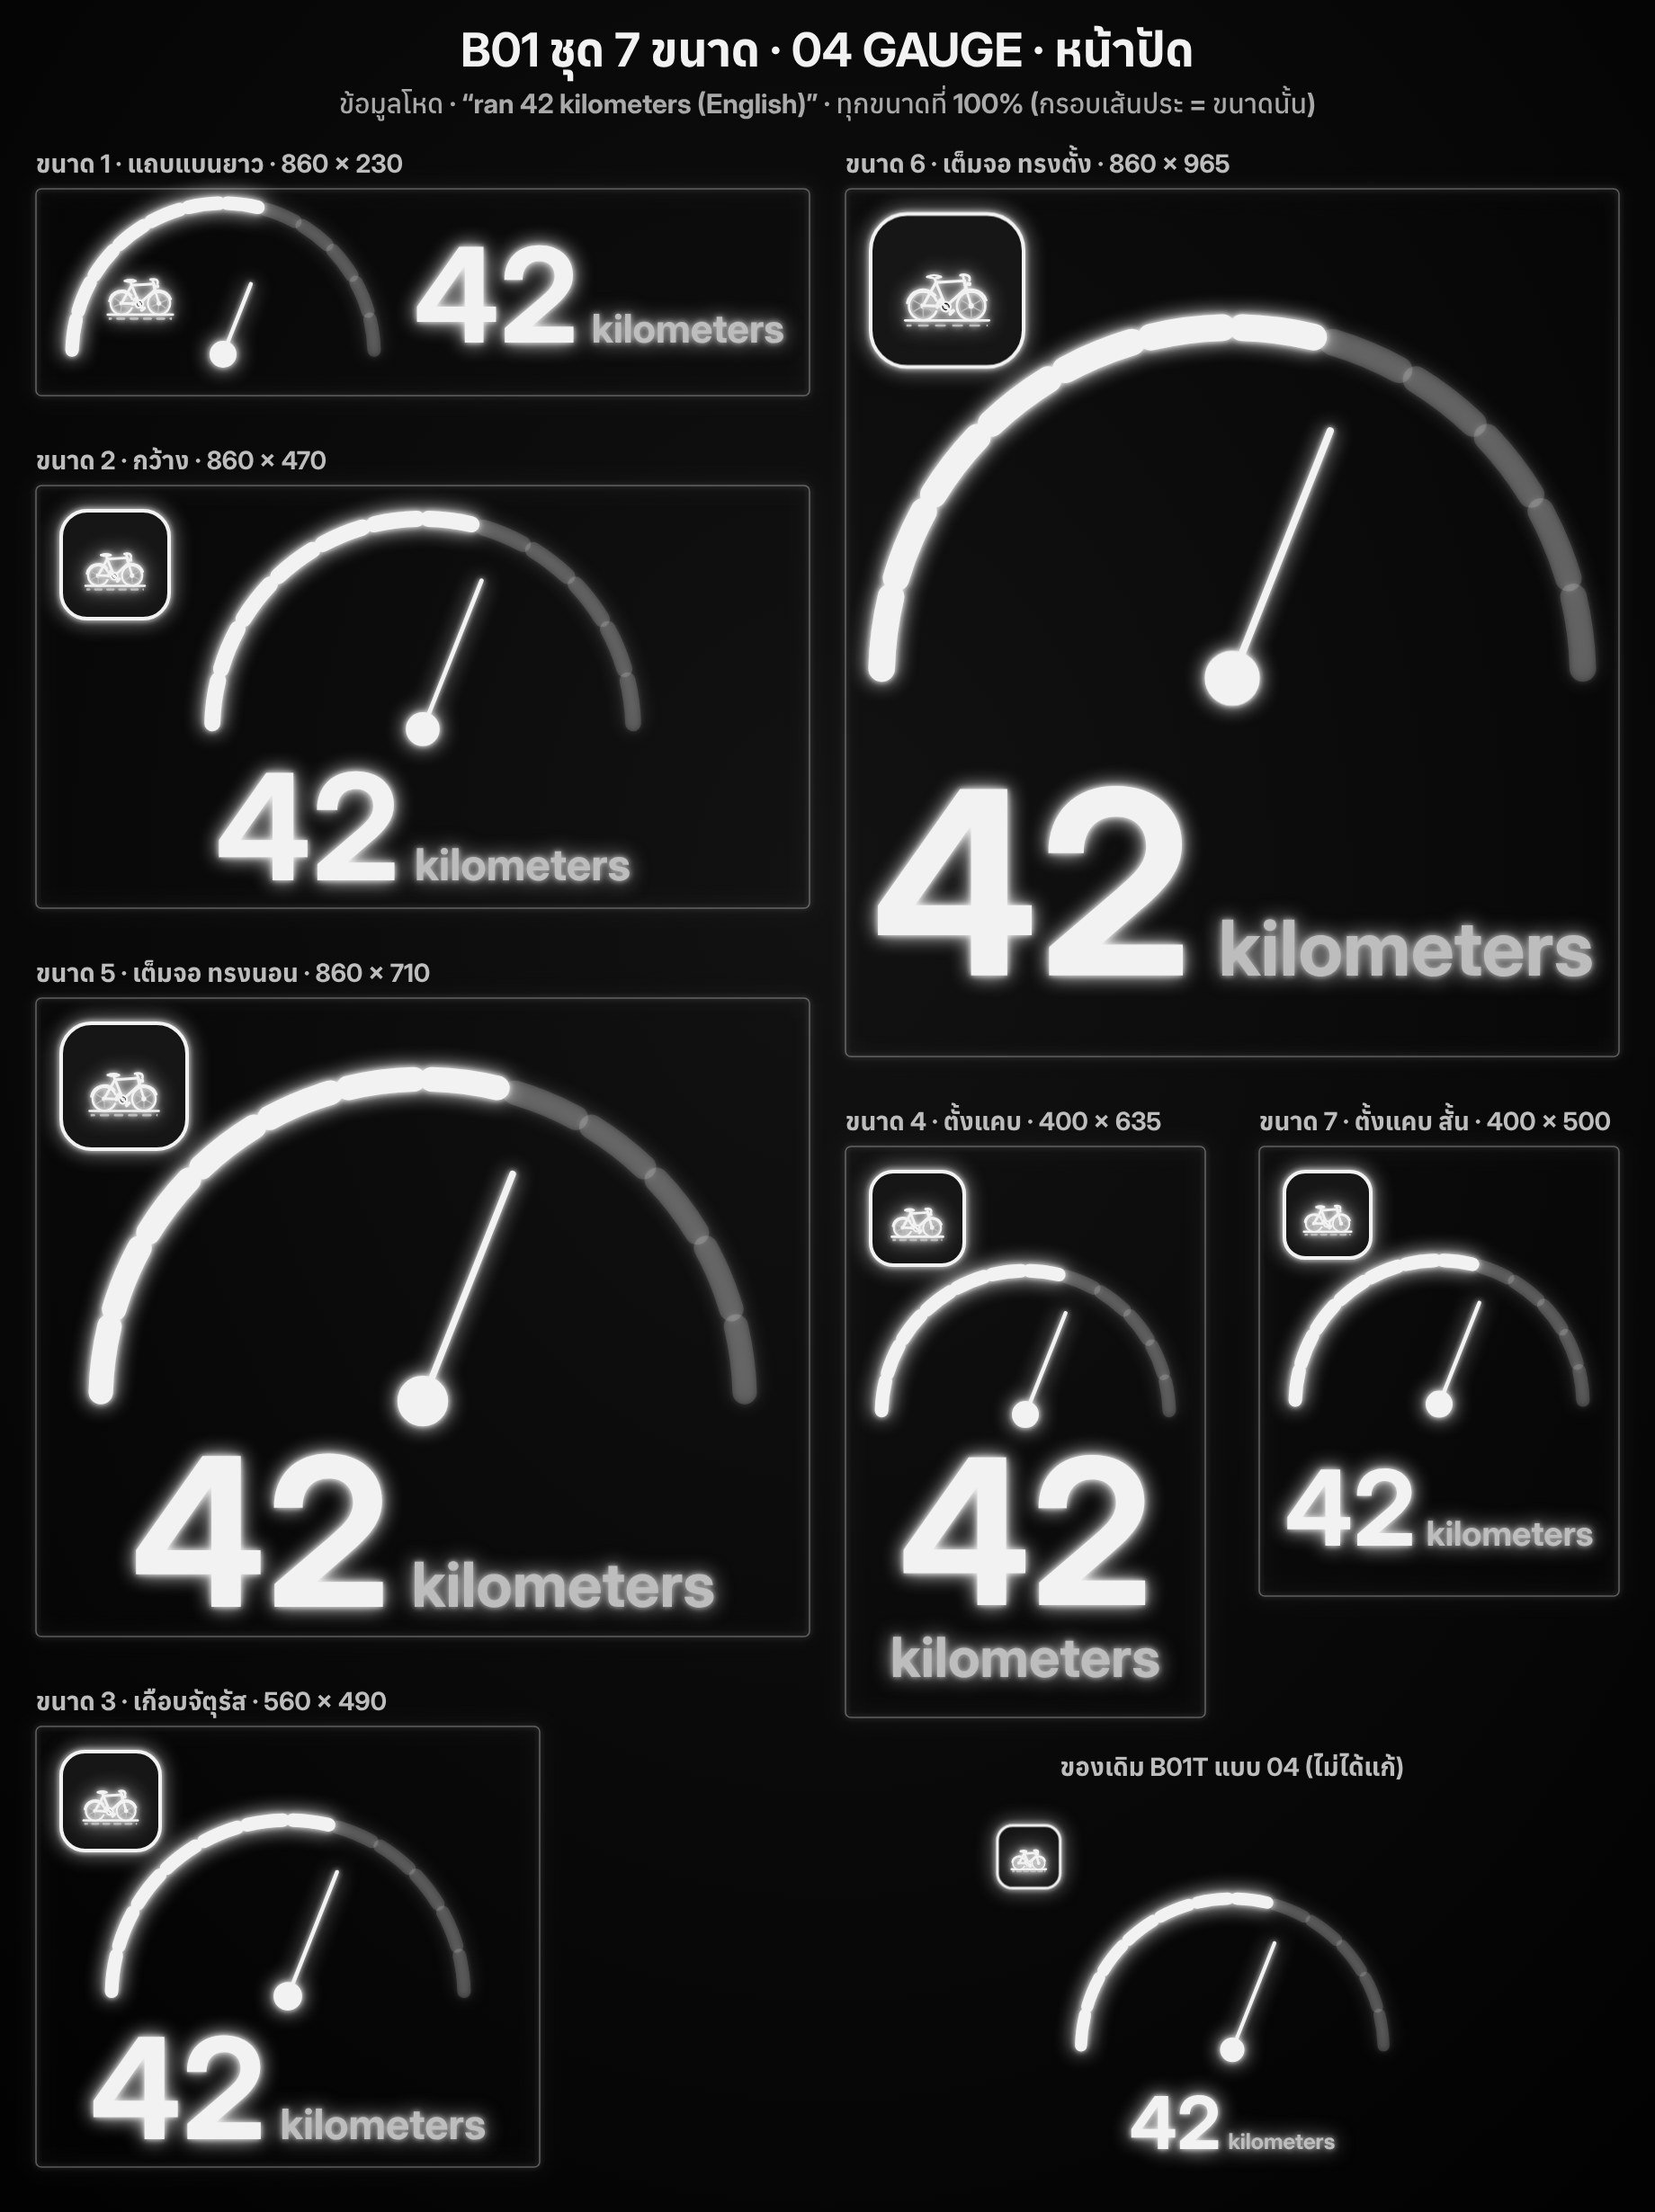 B01 ชุด 7 ขนาด · 04 GAUGE · หน้าปัด
ข้อมูลโหด · “ran 42 kilometers (English)” · ทุกขนาดที่ 100% (กรอบเส้นประ = ขนาดนั้น)
ขนาด 1 · แถบแบนยาว · 860 × 230
42 kilometers
ขนาด 2 · กว้าง · 860 × 470
42 kilometers
ขนาด 5 · เต็มจอ ทรงนอน · 860 × 710
42 kilometers
ขนาด 3 · เกือบจัตุรัส · 560 × 490
42 kilometers
ขนาด 6 · เต็มจอ ทรงตั้ง · 860 × 965
42 kilometers
ขนาด 4 · ตั้งแคบ · 400 × 635
42
kilometers
ขนาด 7 · ตั้งแคบ สั้น · 400 × 500
42 kilometers
ของเดิม B01T แบบ 04 (ไม่ได้แก้)
42 kilometers